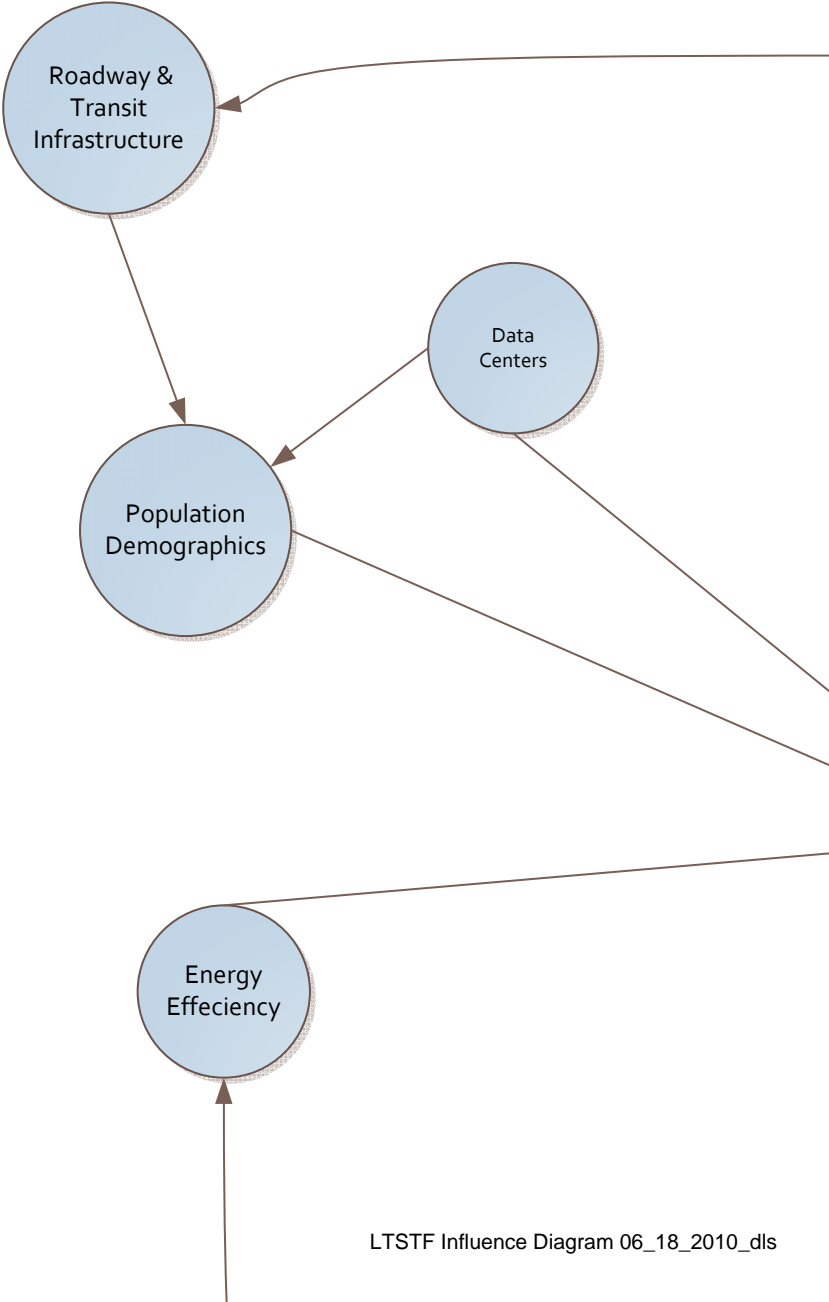 Roadway &
Transit
Infrastructure
Data
Centers
Population
Demographics
Energy
Effeciency
LTSTF Influence Diagram 06_18_2010_dls